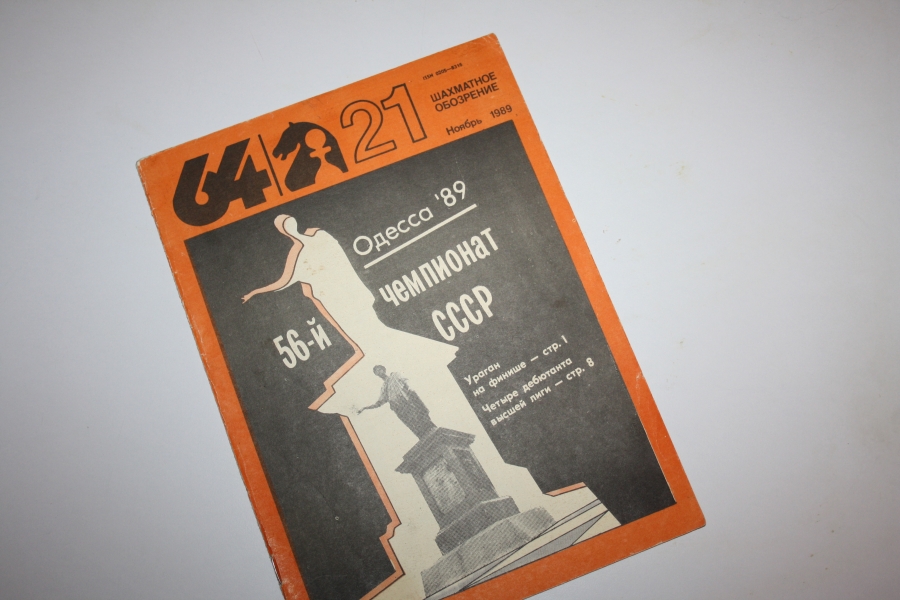 64
21
ШАХМАТНОЕ
ОБОЗРЕНИЕ
Ноябрь 1989
Одесса '89
56-й чемпионат
СССР
Ураган
на финише — стр. 1
Четыре дебютанта
высшей лиги — стр. 8